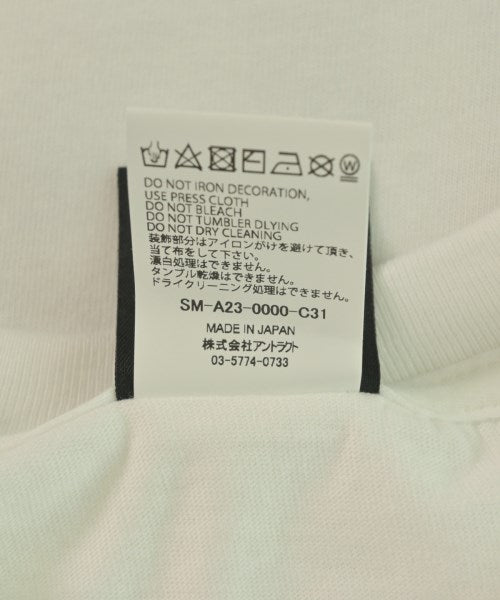 DO NOT IRON DECORATION,
USE PRESS CLOTH
DO NOT BLEACH
DO NOT TUMBLER DLYING
DO NOT DRY CLEANING
装飾部分はアイロンがけを避けて頂き、
当て布をして下さい。
漂白処理はできません。
タンブル乾燥はできません。
ドライクリーニング処理はできません。
SM-A23-0000-C31
MADE IN JAPAN
株式会社アントラクト
03-5774-0733